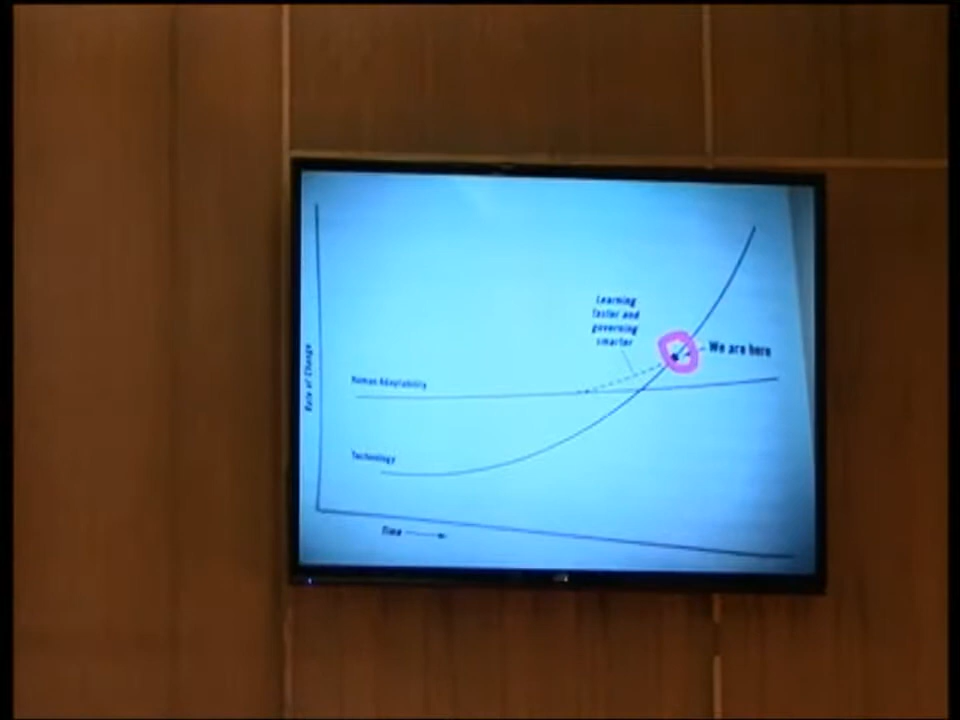 Learning
faster and
governing
smarter
We are here
Rate of Change
Human Adaptability
Technology
Time